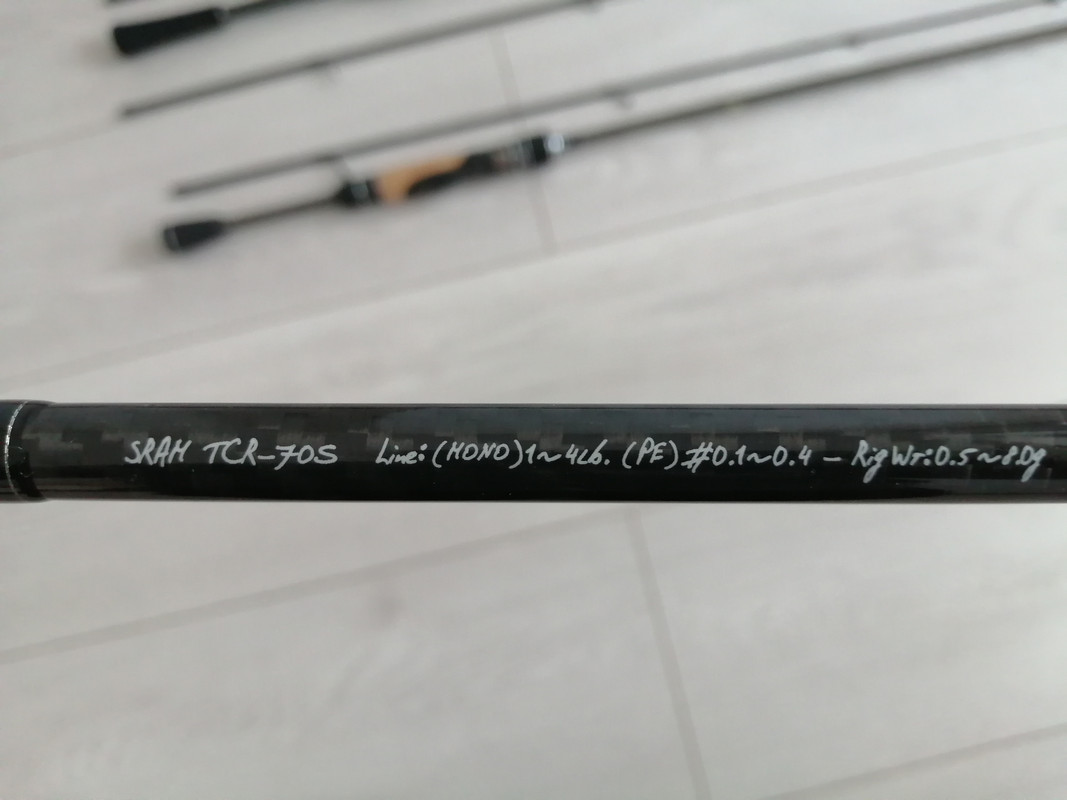 SRAM TCR-70S Line: (MONO) 1~4Lb. (PE) #0.1~0.4 - Rig Wt: 0.5~8.0g